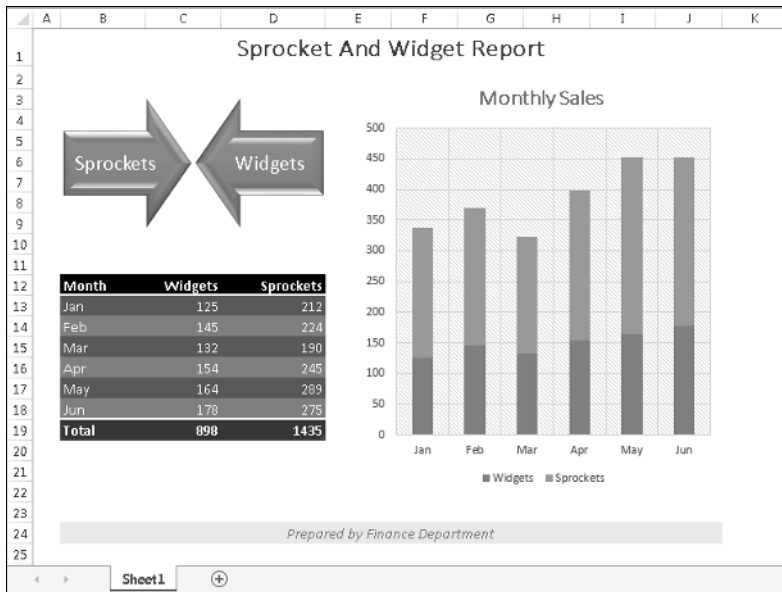 A B C D E F G H I J K
1 Sprocket And Widget Report
2
3 Monthly Sales
4
5
6 Sprockets Widgets
7
8
9
10
11
12 Month Widgets Sprockets
13 Jan 125 212
14 Feb 145 224
15 Mar 132 190
16 Apr 154 245
17 May 164 289
18 Jun 178 275
19 Total 898 1435
20
21
22
23
24 Prepared by Finance Department
25
500
450
400
350
300
250
200
150
100
50
0
Jan Feb Mar Apr May Jun
Widgets Sprockets
Sheet1